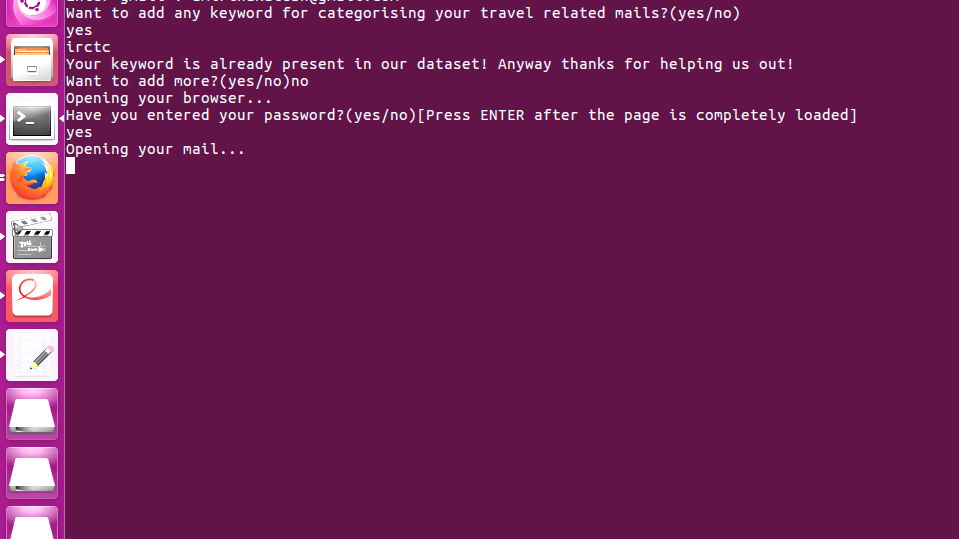 Want to add any keyword for categorising your travel related mails?(yes/no)
yes
irctc
Your keyword is already present in our dataset! Anyway thanks for helping us out!
Want to add more?(yes/no)no
Opening your browser...
Have you entered your password?(yes/no)[Press ENTER after the page is completely loaded]
yes
Opening your mail...